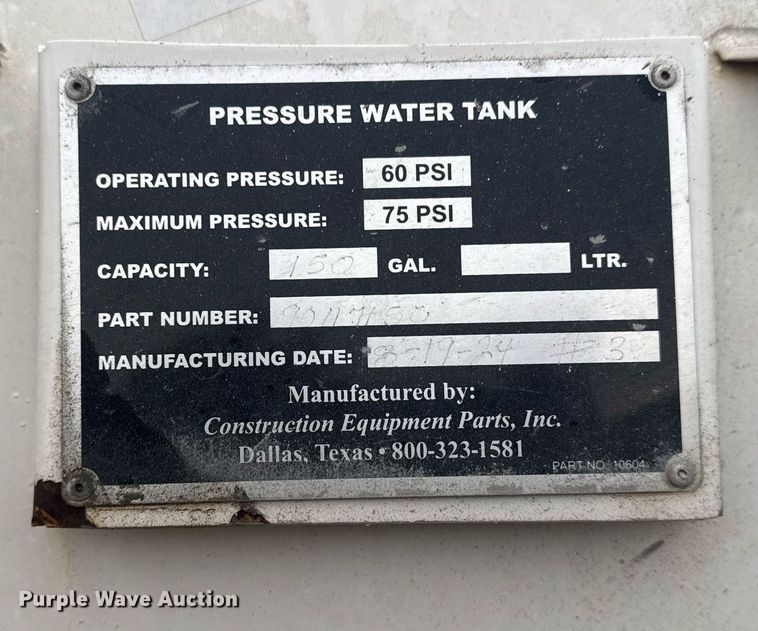 PRESSURE WATER TANK
OPERATING PRESSURE: 60 PSI
MAXIMUM PRESSURE: 75 PSI
CAPACITY: 150 GAL. LTR.
PART NUMBER:
MANUFACTURING DATE: 8-19-24 #3
Manufactured by:
Construction Equipment Parts, Inc.
Dallas, Texas • 800-323-1581
PART NO. 10604
Purple Wave Auction